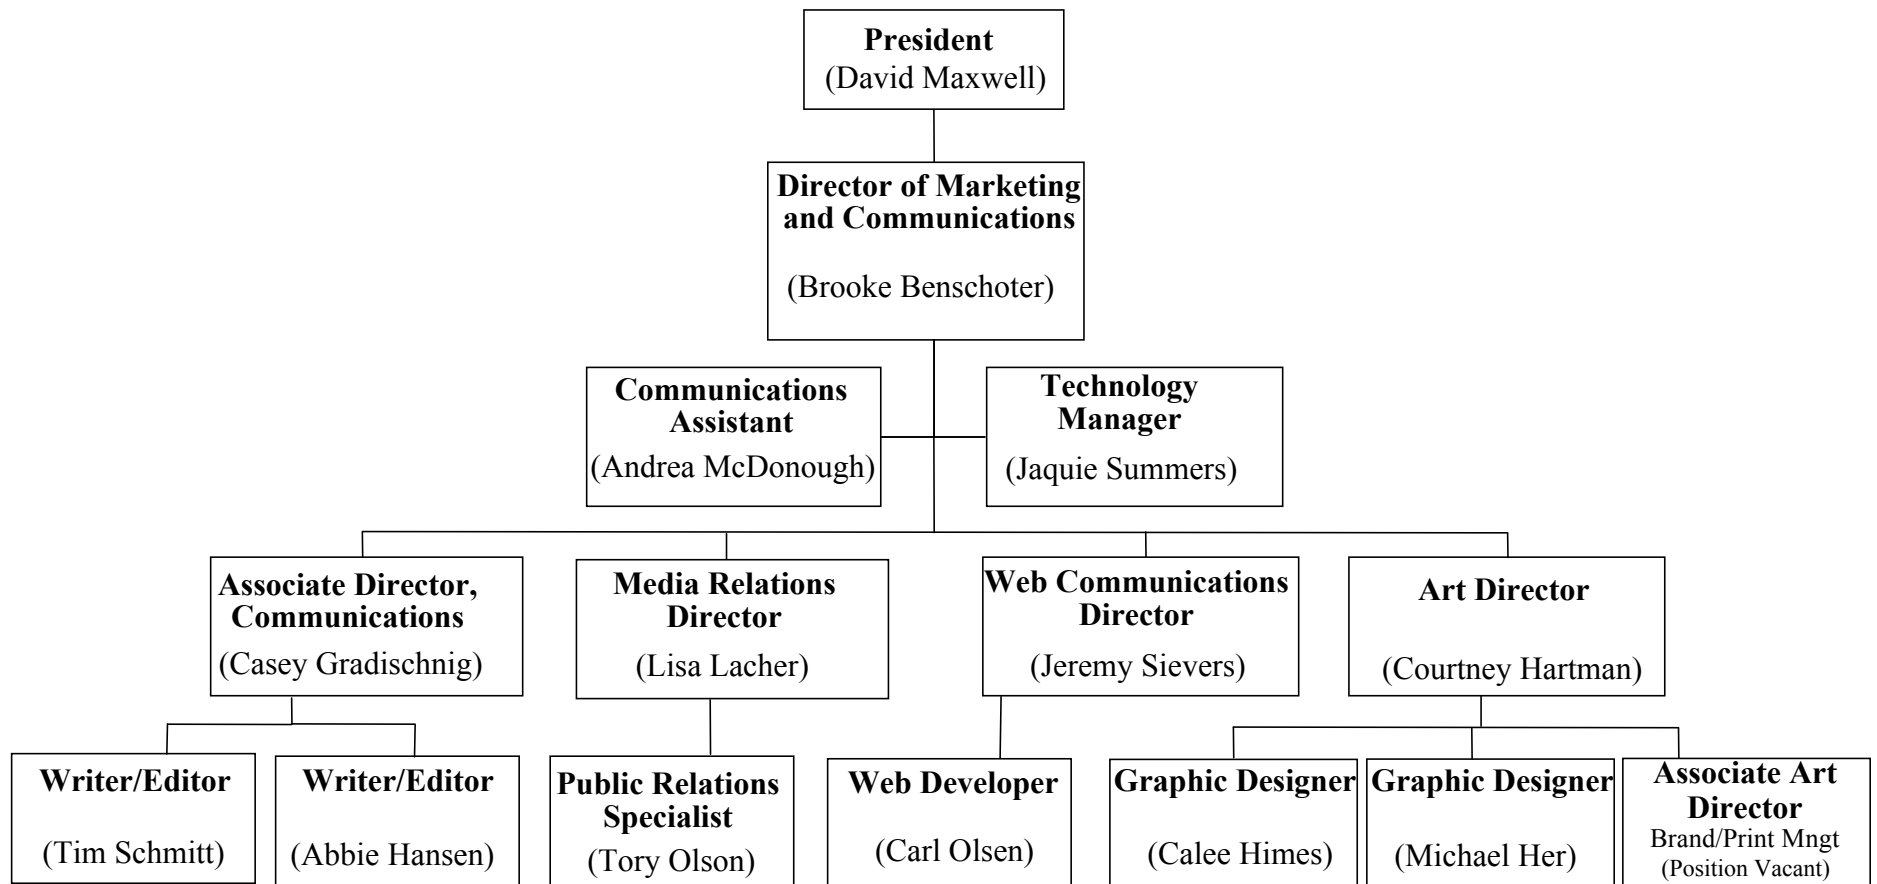 President
(David Maxwell)
Director of Marketing
and Communications
(Brooke Benschoter)
Communications
Assistant
(Andrea McDonough)
Technology
Manager
(Jaquie Summers)
Associate Director,
Communications
(Casey Gradischnig)
Media Relations
Director
(Lisa Lacher)
Web Communications
Director
(Jeremy Sievers)
Art Director
(Courtney Hartman)
Writer/Editor
(Tim Schmitt)
Writer/Editor
(Abbie Hansen)
Public Relations
Specialist
(Tory Olson)
Web Developer
(Carl Olsen)
Graphic Designer
(Calee Himes)
Graphic Designer
(Michael Her)
Associate Art
Director
Brand/Print Mngt
(Position Vacant)